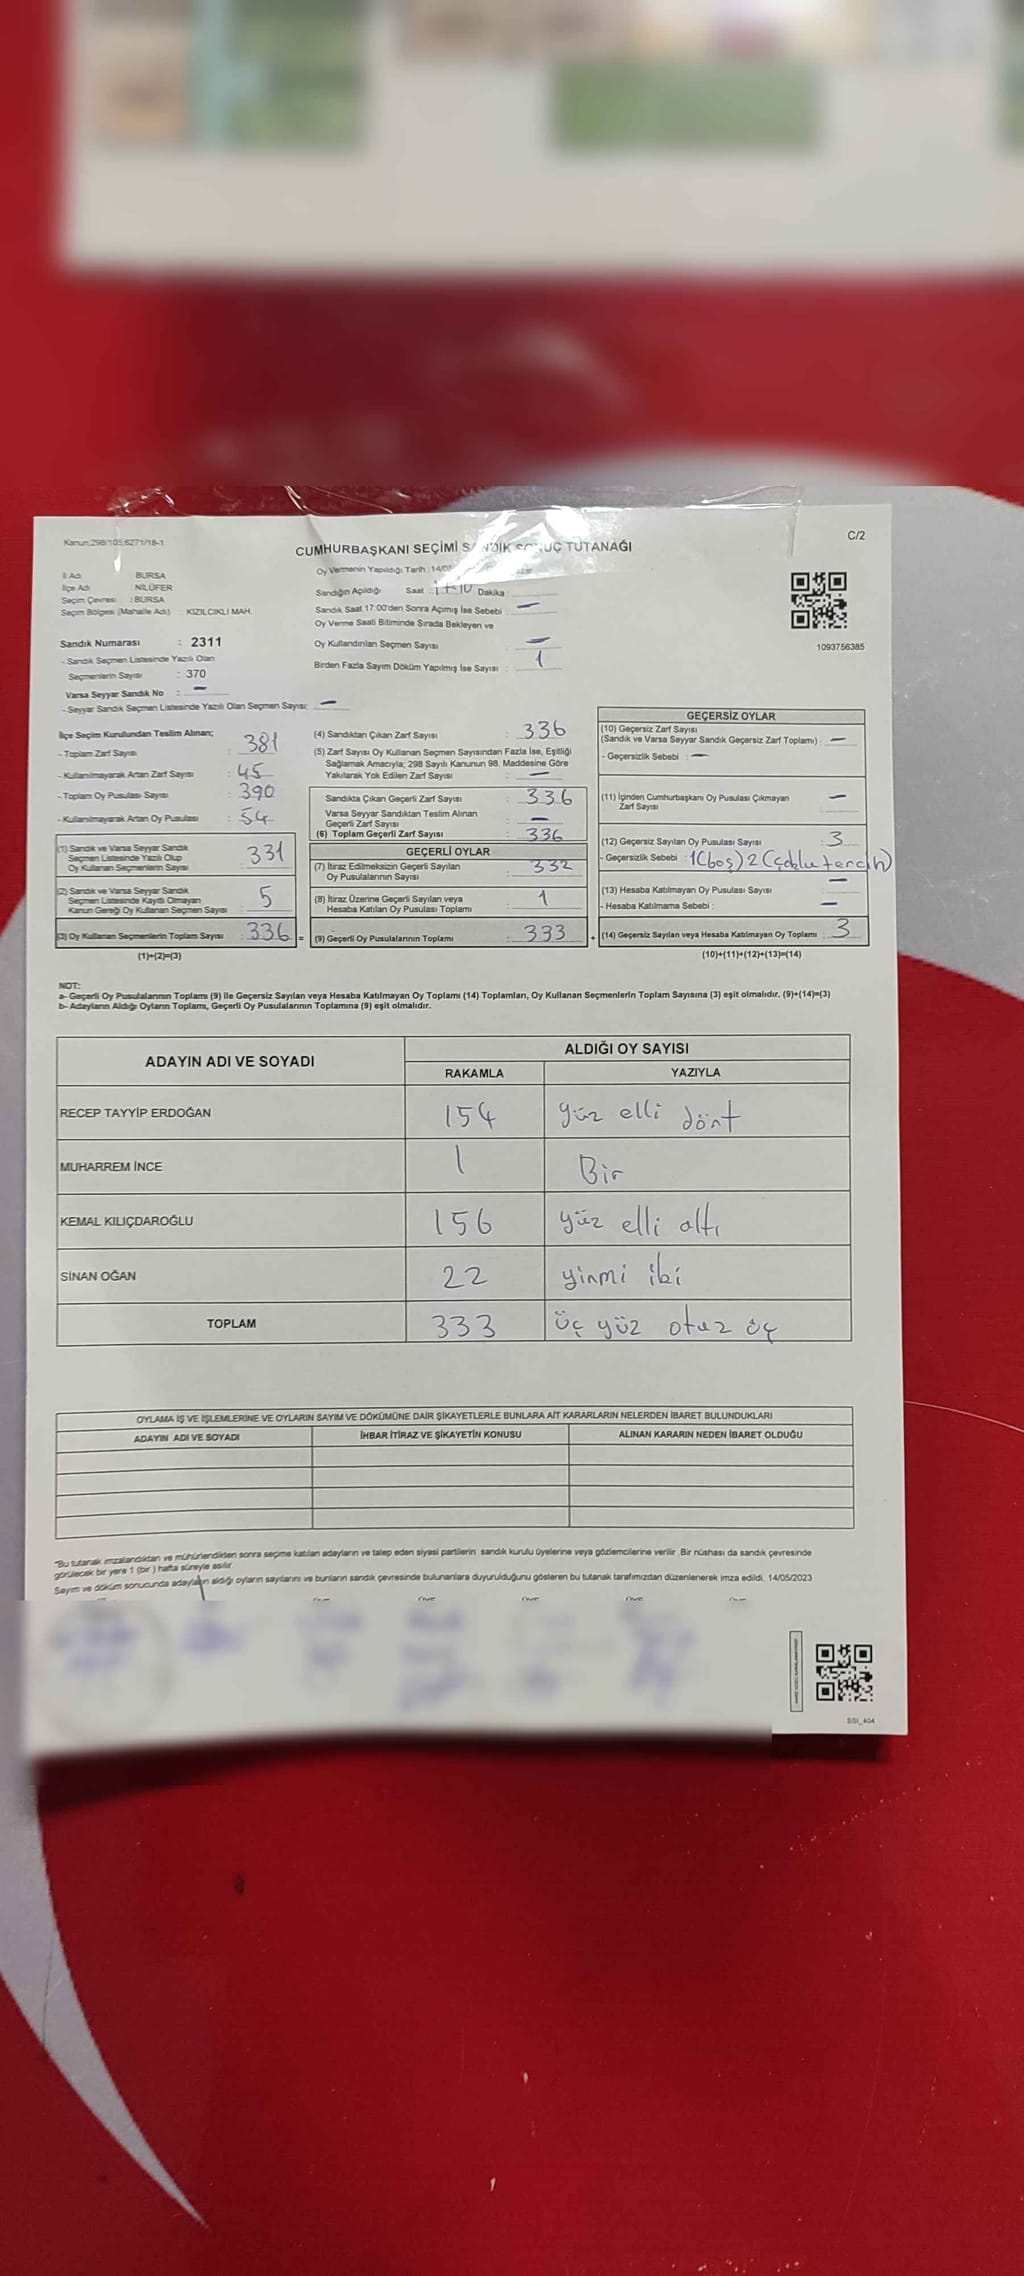 Kanun:298/105;6271/18-1
C/2
CUMHURBAŞKANI SEÇİMİ SANDIK SONUÇ TUTANAĞI
İl Adı BURSA
İlçe Adı NİLÜFER
Seçim Çevresi : BURSA
Seçim Bölgesi (Mahalle Adı) KIZILCIKLI MAH.
Oy Vermenin Yapıldığı Tarih
Sandığın Açıldığı Saat Dakika :
Sandık Saat 17:00'den Sonra Açımış İse Sebebi : —
Oy Verme Saati Bitiminde Sırada Bekleyen ve
Oy Kullandırılan Seçmen Sayısı : —
Birden Fazla Sayım Döküm Yapılmış İse Sayısı : 1
1093756385
Sandık Numarası : 2311
- Sandık Seçmen Listesinde Yazılı Olan
Seçmenlerin Sayısı : 370
Varsa Seyyar Sandık No : —
- Seyyar Sandık Seçmen Listesinde Yazılı Olan Seçmen Sayısı: —
İlçe Seçim Kurulundan Teslim Alınan;
- Toplam Zarf Sayısı : 381
- Kullanılmayarak Artan Zarf Sayısı : 45
- Toplam Oy Pusulası Sayısı : 390
- Kullanılmayarak Artan Oy Pusulası : 54
(1) Sandık ve Varsa Seyyar Sandık
Seçmen Listesinde Yazılı Olup
Oy Kullanan Seçmenlerin Sayısı : 331
(2) Sandık ve Varsa Seyyar Sandık
Seçmen Listesinde Kayıtlı Olmayan
Kanun Gereği Oy Kullanan Seçmen Sayısı : 5
(3) Oy Kullanan Seçmenlerin Toplam Sayısı : 336 =
(1)+(2)=(3)
(4) Sandıktan Çıkan Zarf Sayısı : 336
(5) Zarf Sayısı Oy Kullanan Seçmen Sayısından Fazla İse, Eşitliği
Sağlamak Amacıyla; 298 Sayılı Kanunun 98. Maddesine Göre
Yakılarak Yok Edilen Zarf Sayısı : —
Sandıkta Çıkan Geçerli Zarf Sayısı : 336
Varsa Seyyar Sandıktan Teslim Alınan
Geçerli Zarf Sayısı : —
(6) Toplam Geçerli Zarf Sayısı : 336
GEÇERLİ OYLAR
(7) İtiraz Edilmeksizin Geçerli Sayılan
Oy Pusulalarının Sayısı : 332
(8) İtiraz Üzerine Geçerli Sayılan veya
Hesaba Katılan Oy Pusulası Toplamı : 1
(9) Geçerli Oy Pusulalarının Toplamı : 333 +
GEÇERSİZ OYLAR
(10) Geçersiz Zarf Sayısı
(Sandık ve Varsa Seyyar Sandık Geçersiz Zarf Toplamı) : —
- Geçersizlik Sebebi : —
(11) İçinden Cumhurbaşkanı Oy Pusulası Çıkmayan
Zarf Sayısı : —
(12) Geçersiz Sayılan Oy Pusulası Sayısı : 3
- Geçersizlik Sebebi : 1(boş) 2 (çoklu tercih)
(13) Hesaba Katılmayan Oy Pusulası Sayısı : —
- Hesaba Katılmama Sebebi : —
(14) Geçersiz Sayılan veya Hesaba Katılmayan Oy Toplamı : 3
(10)+(11)+(12)+(13)=(14)
NOT:
a- Geçerli Oy Pusulalarının Toplamı (9) ile Geçersiz Sayılan veya Hesaba Katılmayan Oy Toplamı (14) Toplamları, Oy Kullanan Seçmenlerin Toplam Sayısına (3) eşit olmalıdır. (9)+(14)=(3)
b- Adayların Aldığı Oyların Toplamı, Geçerli Oy Pusulalarının Toplamına (9) eşit olmalıdır.
ADAYIN ADI VE SOYADI ALDIĞI OY SAYISI
RAKAMLA YAZIYLA
RECEP TAYYİP ERDOĞAN 154 yüz elli dört
MUHARREM İNCE 1 Bir
KEMAL KILIÇDAROĞLU 156 yüz elli altı
SİNAN OĞAN 22 yirmi iki
TOPLAM 333 üç yüz otuz üç
OYLAMA İŞ VE İŞLEMLERİNE VE OYLARIN SAYIM VE DÖKÜMÜNE DAİR ŞİKAYETLERLE BUNLARA AİT KARARLARIN NELERDEN İBARET BULUNDUKLARI
ADAYIN ADI VE SOYADI İHBAR İTİRAZ VE ŞİKAYETİN KONUSU ALINAN KARARIN NEDEN İBARET OLDUĞU
*Bu tutanak imzalandıktan ve mühürlendikten sonra seçime katılan adayların ve talep eden siyasi partilerin sandık kurulu üyelerine veya gözlemcilerine verilir. Bir nüshası da sandık çevresinde
görülecek bir yere 1 (bir) hafta süreyle asılır.
Sayım ve döküm sonucunda adayların aldığı oyların sayılarını ve bunların sandık çevresinde bulunanlara duyurulduğunu gösteren bu tutanak tarafımızdan düzenlenerek imza edildi. 14/05/2023